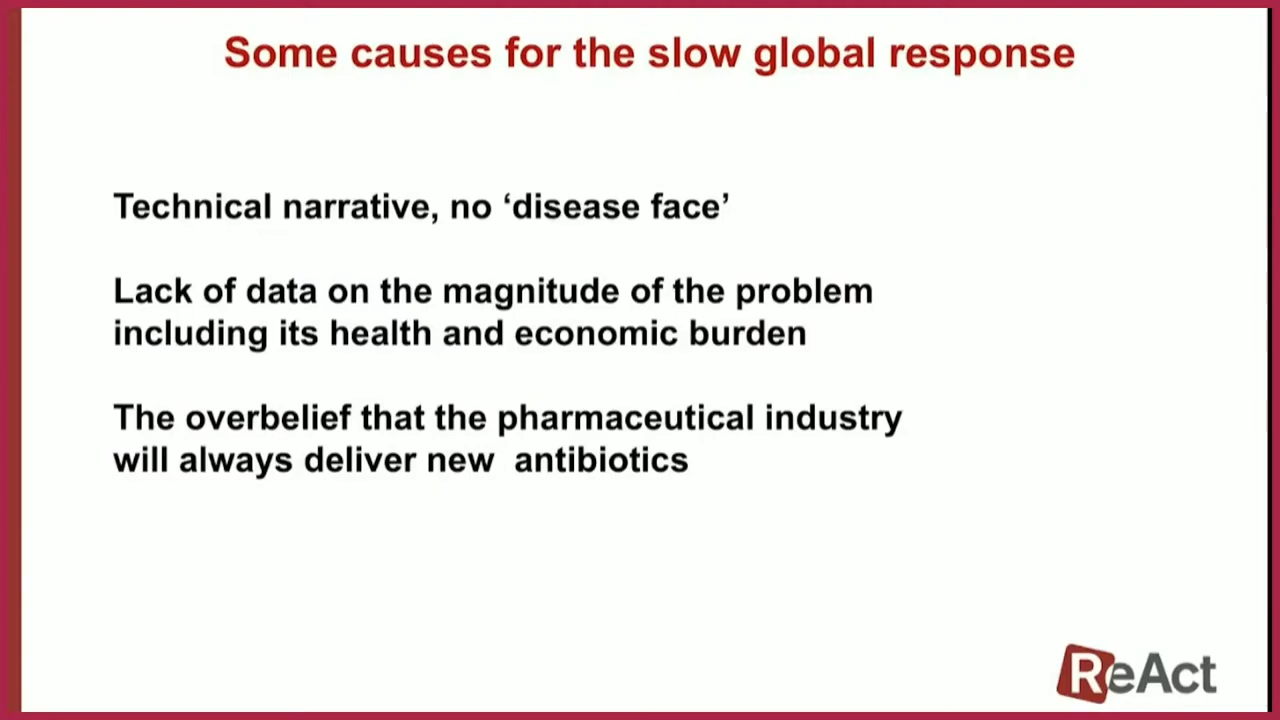 Some causes for the slow global response
Technical narrative, no ‘disease face’
Lack of data on the magnitude of the problem
including its health and economic burden
The overbelief that the pharmaceutical industry
will always deliver new  antibiotics
ReAct